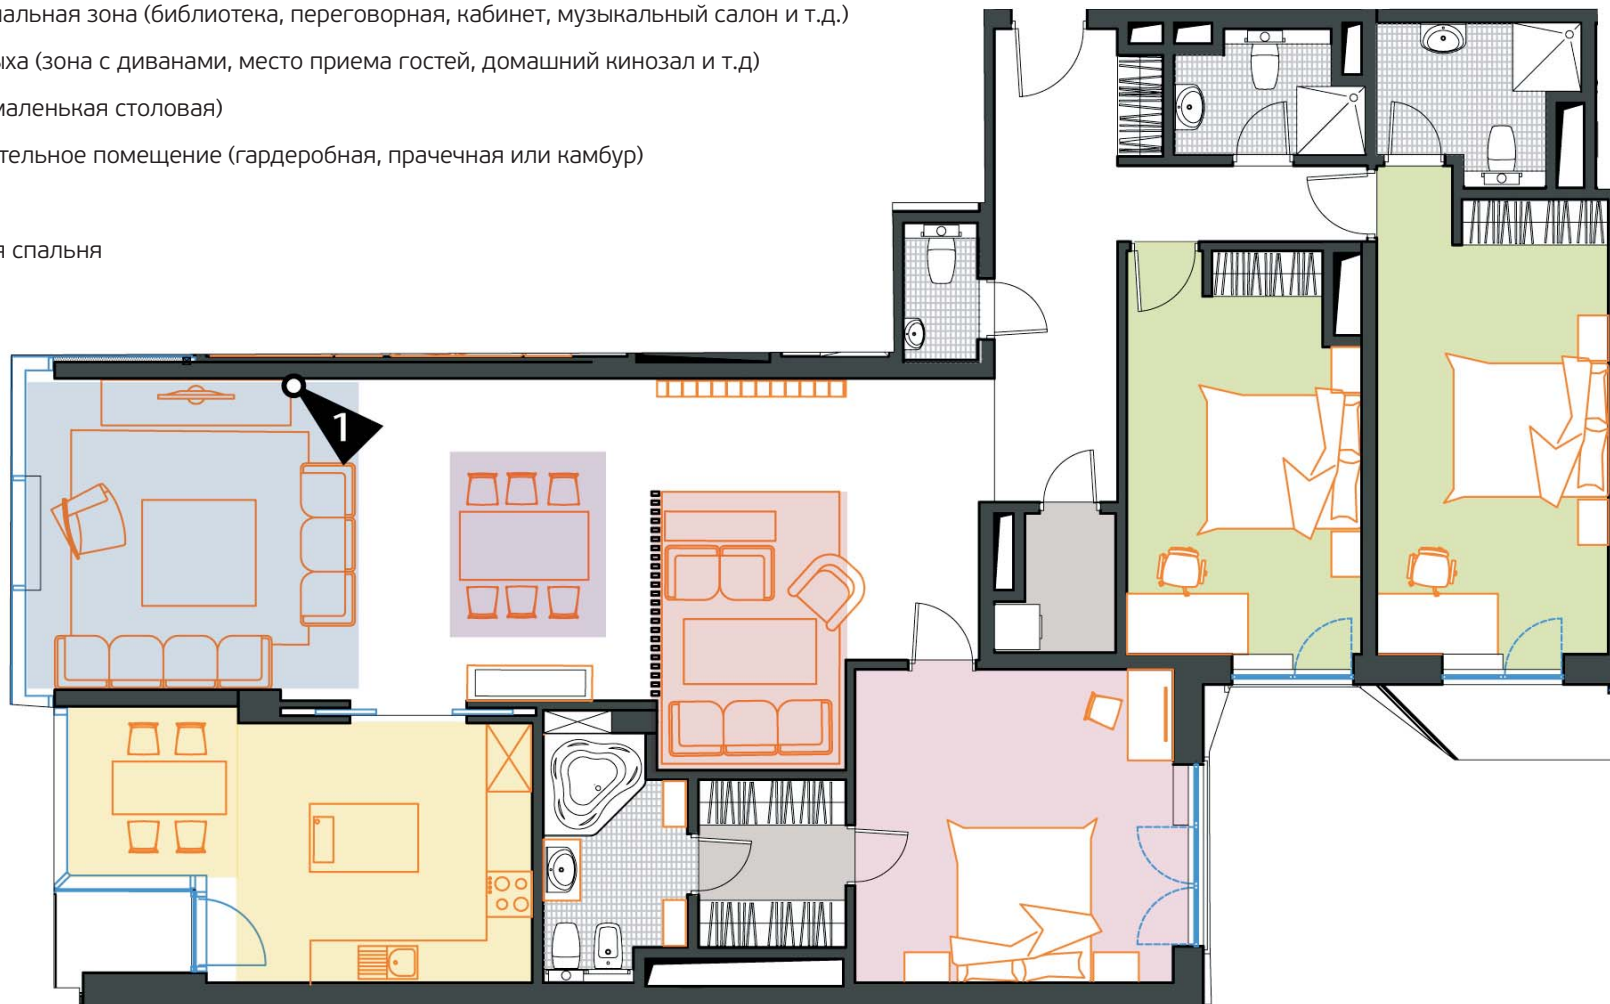 альная зона (библиотека, переговорная, кабинет, музыкальный салон и т.д.)
ыха (зона с диванами, место приема гостей, домашний кинозал и т.д)
маленькая столовая)
тельное помещение (гардеробная, прачечная или камбур)
я спальня
1